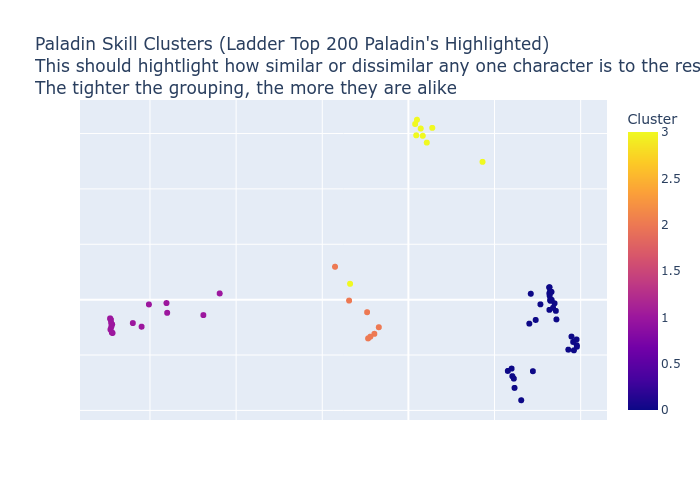 Paladin Skill Clusters (Ladder Top 200 Paladin's Highlighted)
This should hightlight how similar or dissimilar any one character is to the res
The tighter the grouping, the more they are alike
Cluster
3
2.5
2
1.5
1
0.5
0